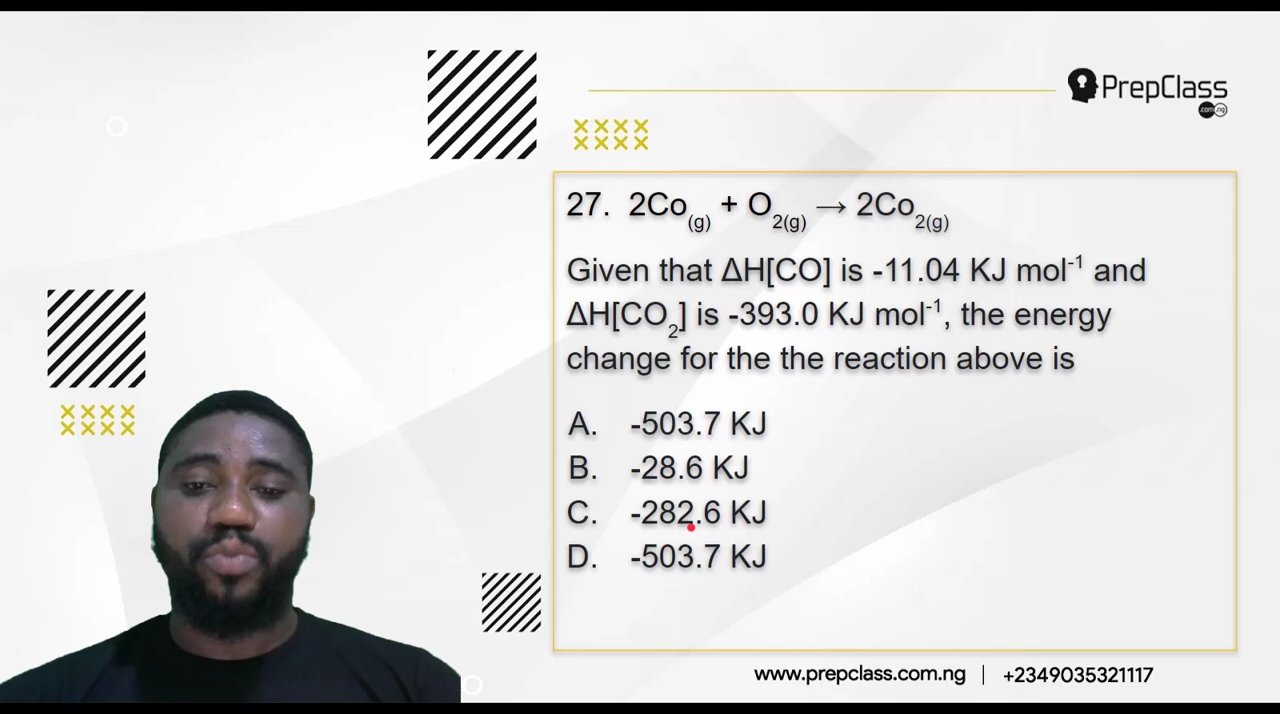 PrepClass
.com.ng
27. 2Co(g) + O2(g) → 2Co2(g)
Given that ΔH[CO] is -11.04 KJ mol⁻¹ and
ΔH[CO₂] is -393.0 KJ mol⁻¹, the energy
change for the the reaction above is
A. -503.7 KJ
B. -28.6 KJ
C. -282.6 KJ
D. -503.7 KJ
www.prepclass.com.ng | +2349035321117